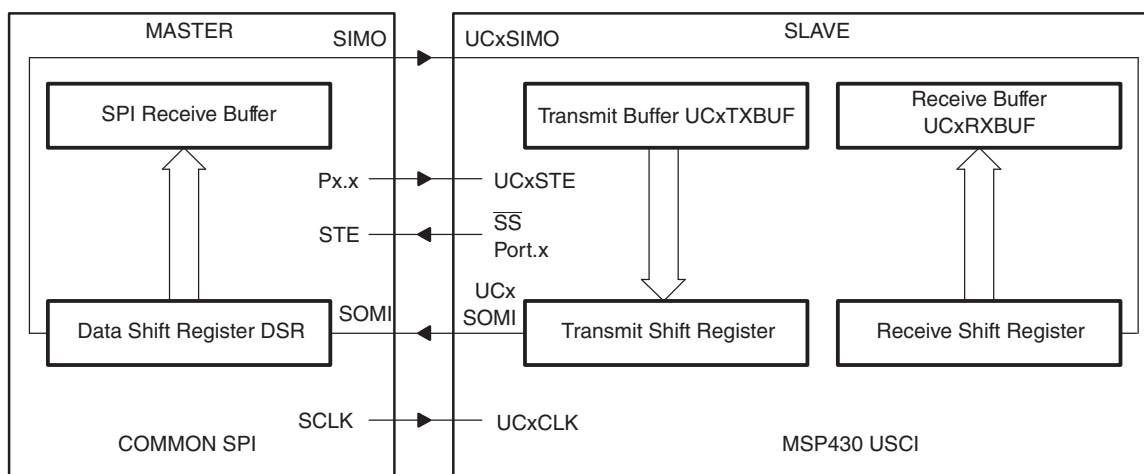 MASTER
SLAVE
SIMO
UCxSIMO
SPI Receive Buffer
Transmit Buffer UCxTXBUF
Receive Buffer
UCxRXBUF
Px.x
UCxSTE
STE
S̅S̅
Port.x
SOMI
UCx
SOMI
Data Shift Register DSR
Transmit Shift Register
Receive Shift Register
SCLK
UCxCLK
COMMON SPI
MSP430 USCI